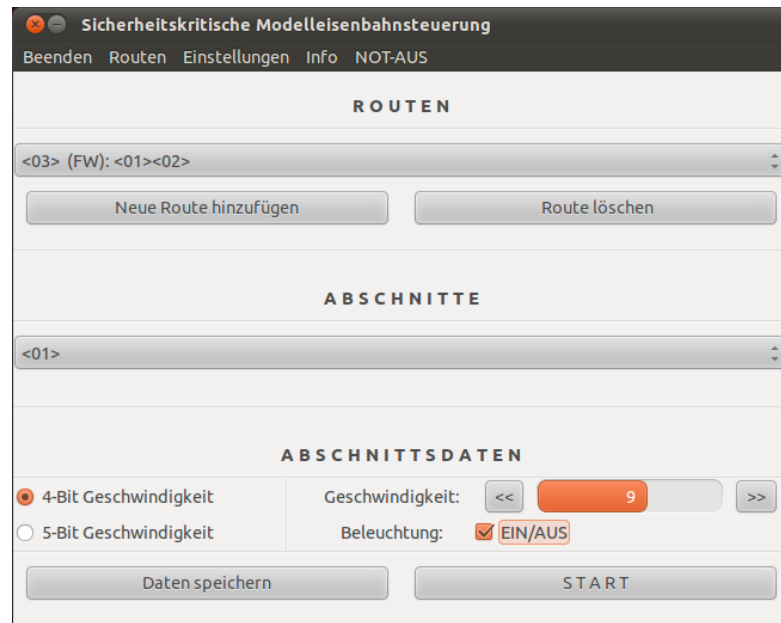 Sicherheitskritische Modelleisenbahnsteuerung
Beenden Routen Einstellungen Info NOT-AUS
ROUTEN
<03> (FW): <01><02>
Neue Route hinzufügen Route löschen
ABSCHNITTE
<01>
ABSCHNITTSDATEN
4-Bit Geschwindigkeit Geschwindigkeit: << 9 >>
5-Bit Geschwindigkeit Beleuchtung: EIN/AUS
Daten speichern START